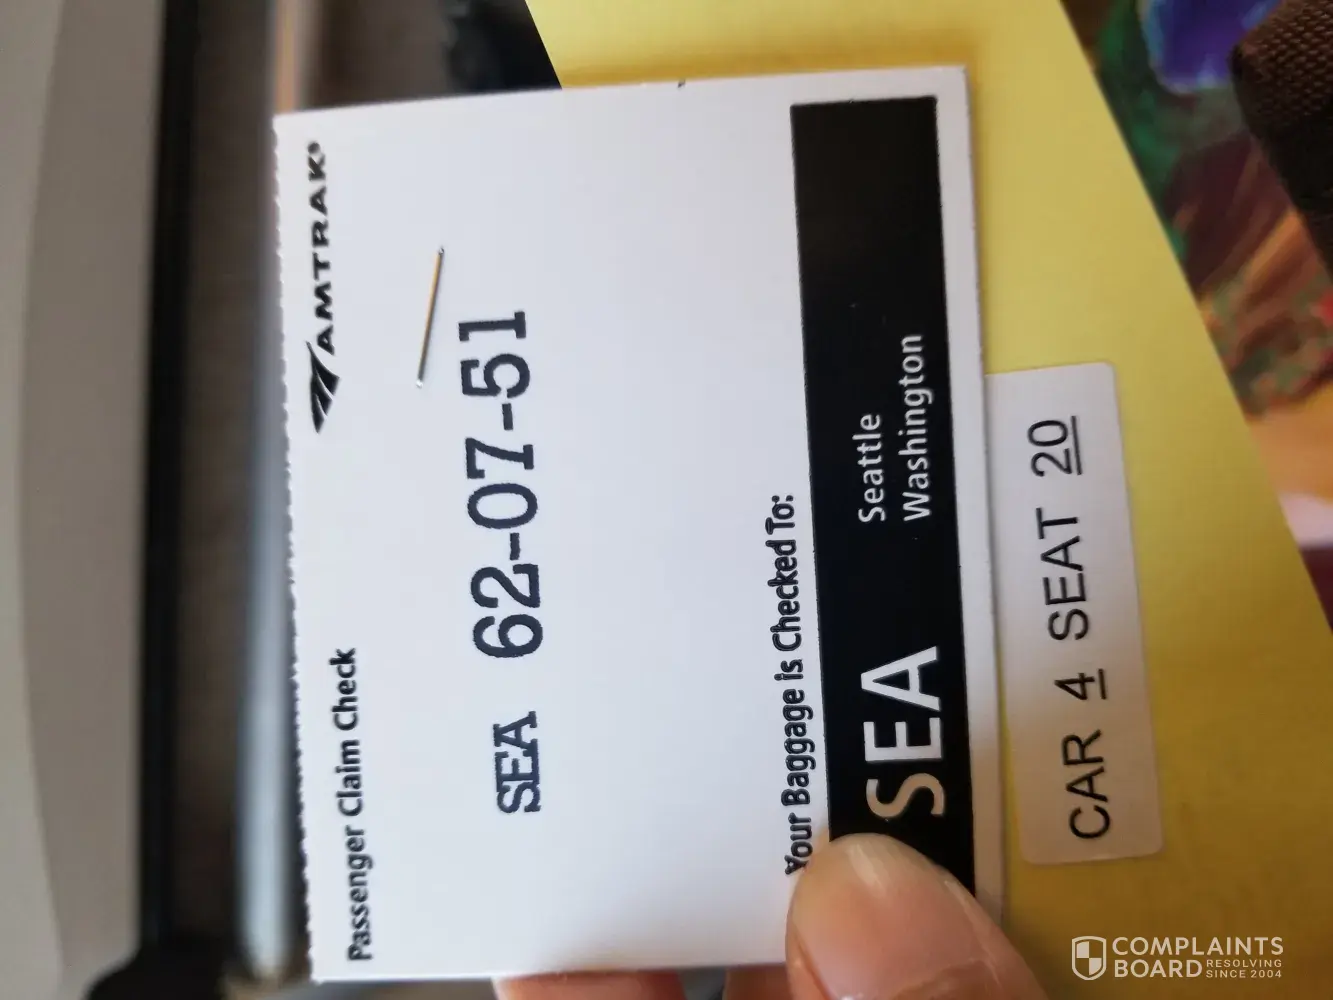 Passenger Claim Check
AMTRAK®
SEA 62-07-51
Your Baggage is Checked To:
SEA
Seattle
Washington
CAR 4 SEAT 20
COMPLAINTS
BOARD RESOLVING
SINCE 2004